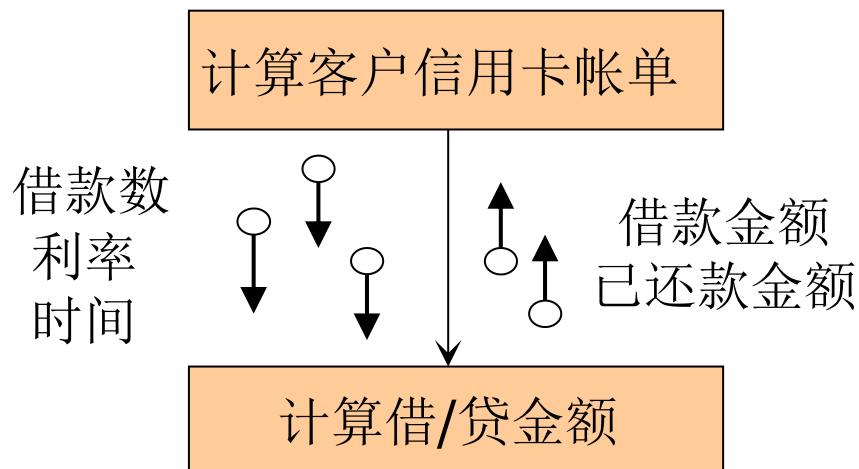 计算客户信用卡帐单
借款数
利率
时间
借款金额
已还款金额
计算借/贷金额